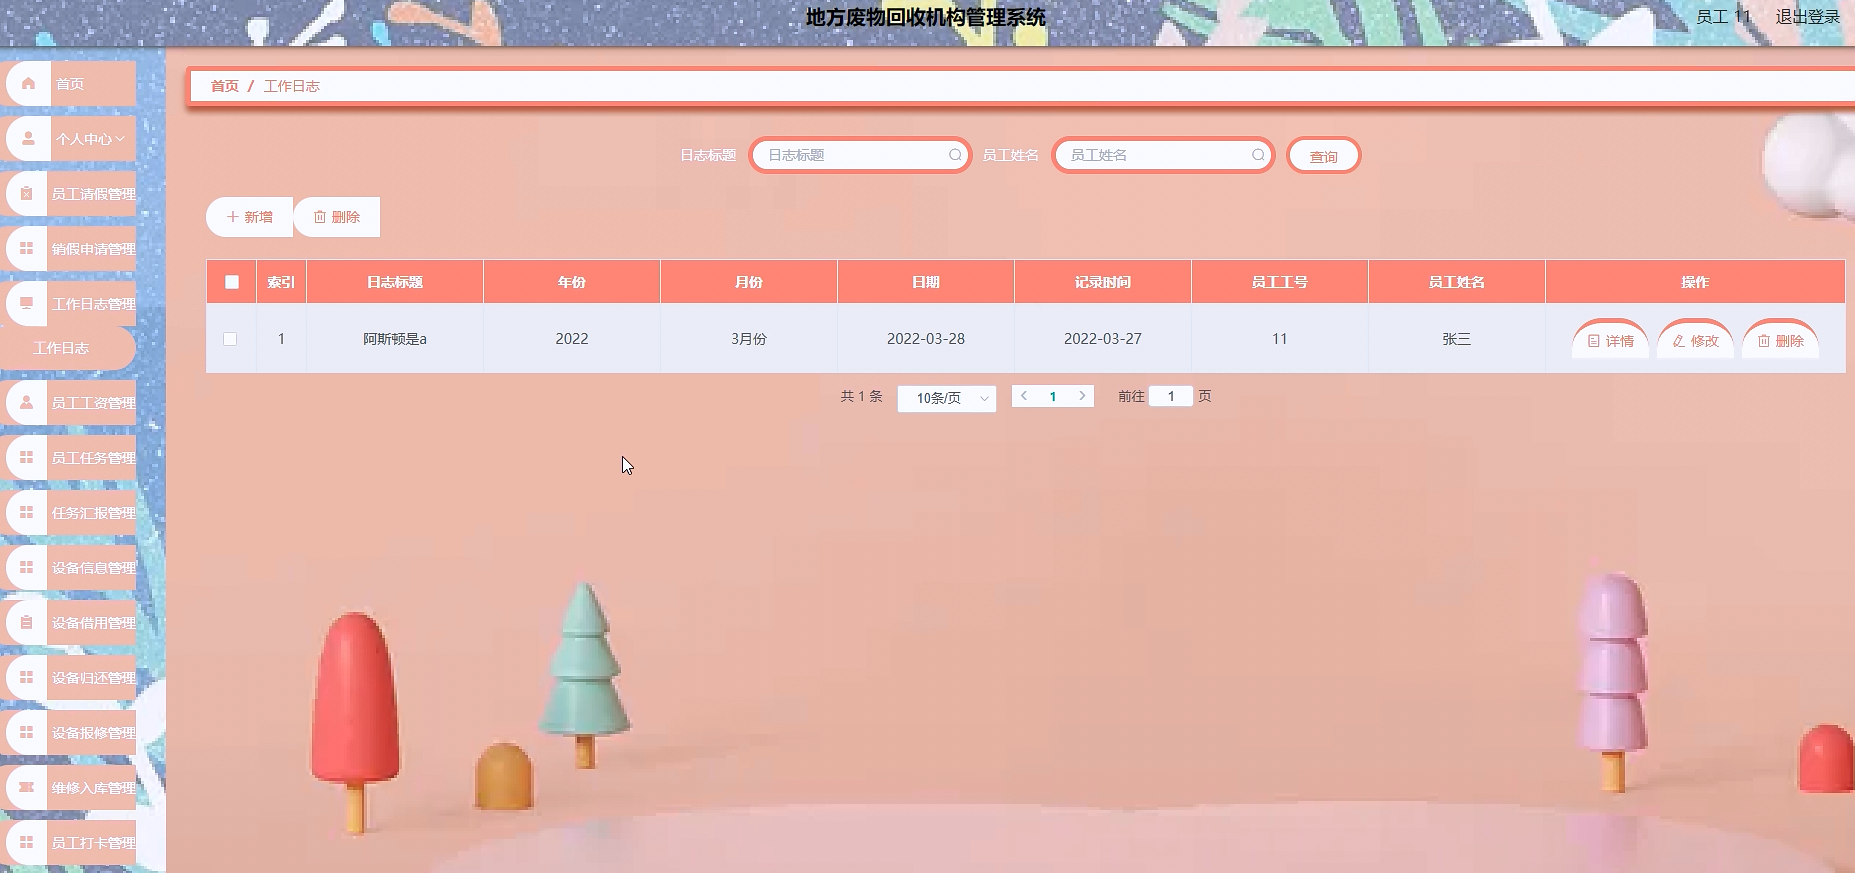 地方废物回收机构管理系统
员工 11 退出登录
首页
个人中心
员工请假管理
销假申请管理
工作日志管理
工作日志
员工工资管理
员工任务管理
任务汇报管理
设备信息管理
设备借用管理
设备归还管理
设备报修管理
维修入库管理
员工打卡管理
首页 / 工作日志
日志标题 日志标题 员工姓名 员工姓名 查询
新增 删除
索引 日志标题 年份 月份 日期 记录时间 员工工号 员工姓名 操作
1 阿斯顿是a 2022 3月份 2022-03-28 2022-03-27 11 张三 详情 修改 删除
共 1 条 10条/页 1 前往 1 页